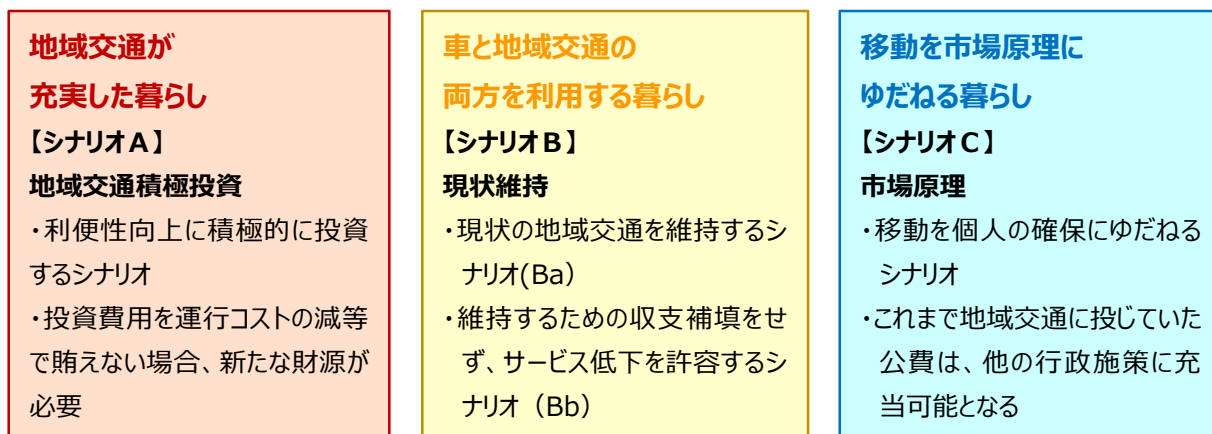 地域交通が
充実した暮らし
【シナリオA】
地域交通積極投資
・利便性向上に積極的に投資
するシナリオ
・投資費用を運行コストの減等
で賄えない場合、新たな財源が
必要
車と地域交通の
両方を利用する暮らし
【シナリオB】
現状維持
・現状の地域交通を維持するシ
ナリオ(Ba）
・維持するための収支補填をせ
ず、サービス低下を許容するシ
ナリオ（Bb）
移動を市場原理に
ゆだねる暮らし
【シナリオC】
市場原理
・移動を個人の確保にゆだねる
シナリオ
・これまで地域交通に投じていた
公費は、他の行政施策に充
当可能となる